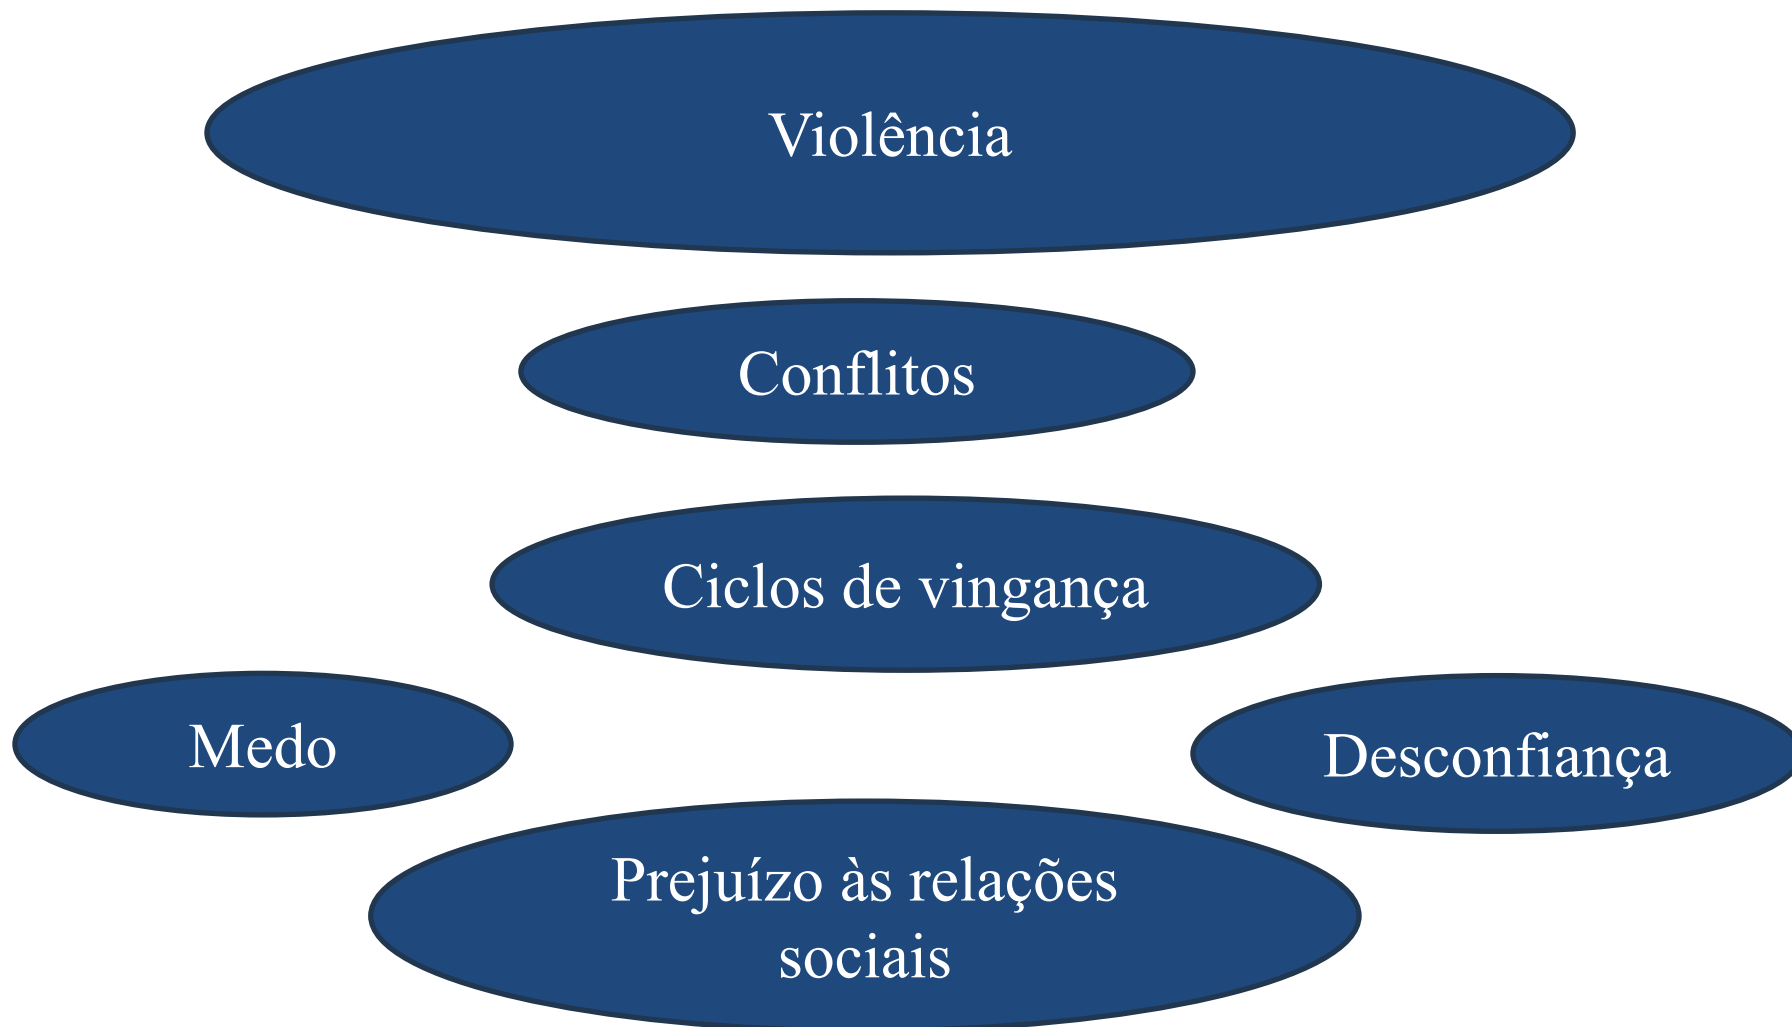 Violência
Conflitos
Ciclos de vingança
Medo
Desconfiança
Prejuízo às relações
sociais